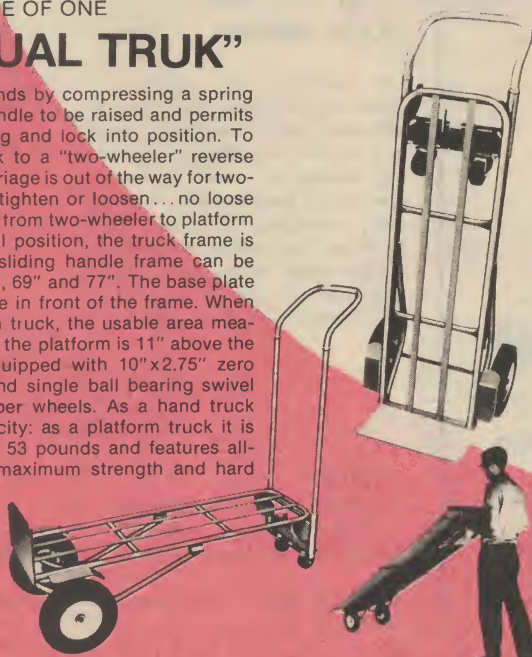 E OF ONE
UAL TRUK”
nds by compressing a spring
ndle to be raised and permits
g and lock into position. To
k to a “two-wheeler” reverse
riage is out of the way for two-
tighten or loosen...no loose
from two-wheeler to platform
l position, the truck frame is
sliding handle frame can be
, 69” and 77”. The base plate
e in front of the frame. When
n truck, the usable area mea-
the platform is 11” above the
quipped with 10”x2.75” zero
nd single ball bearing swivel
ber wheels. As a hand truck
city: as a platform truck it is
53 pounds and features all-
maximum strength and hard